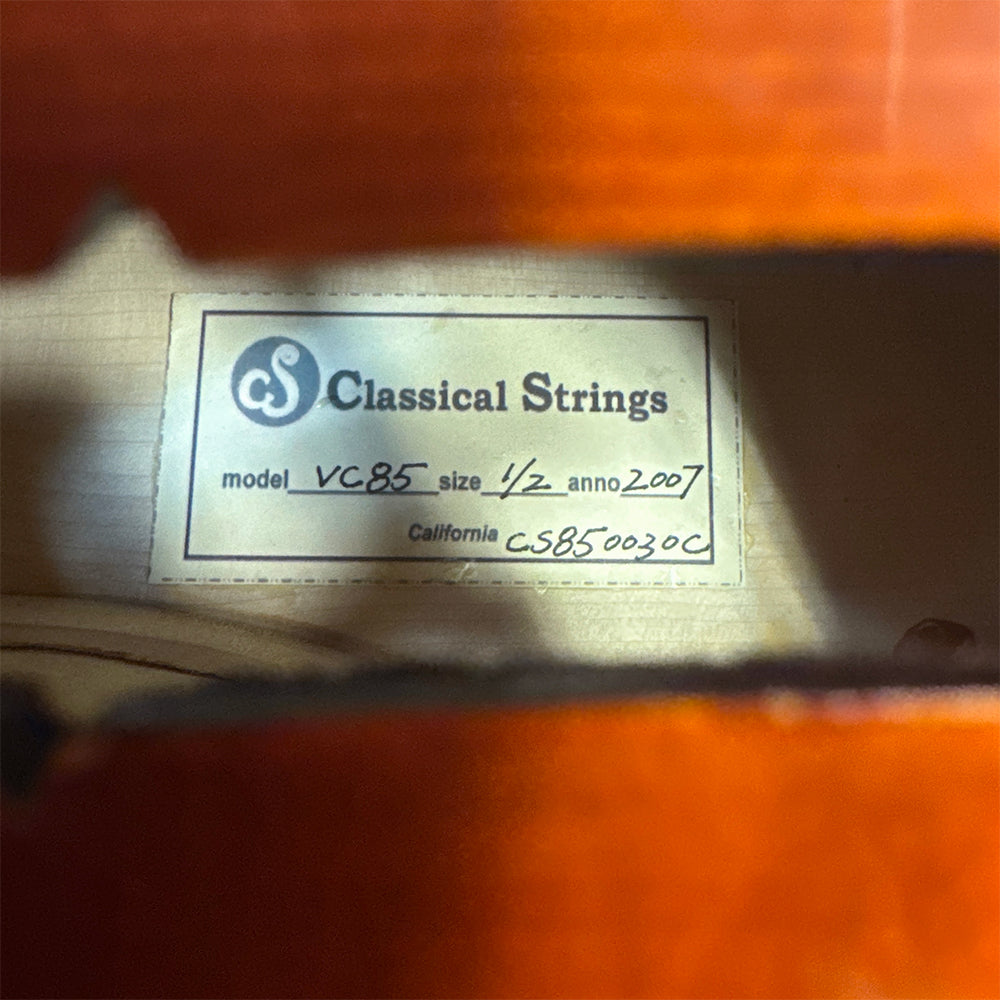 CS Classical Strings
model VC85 size 1/2 anno 2007
California CS850030C